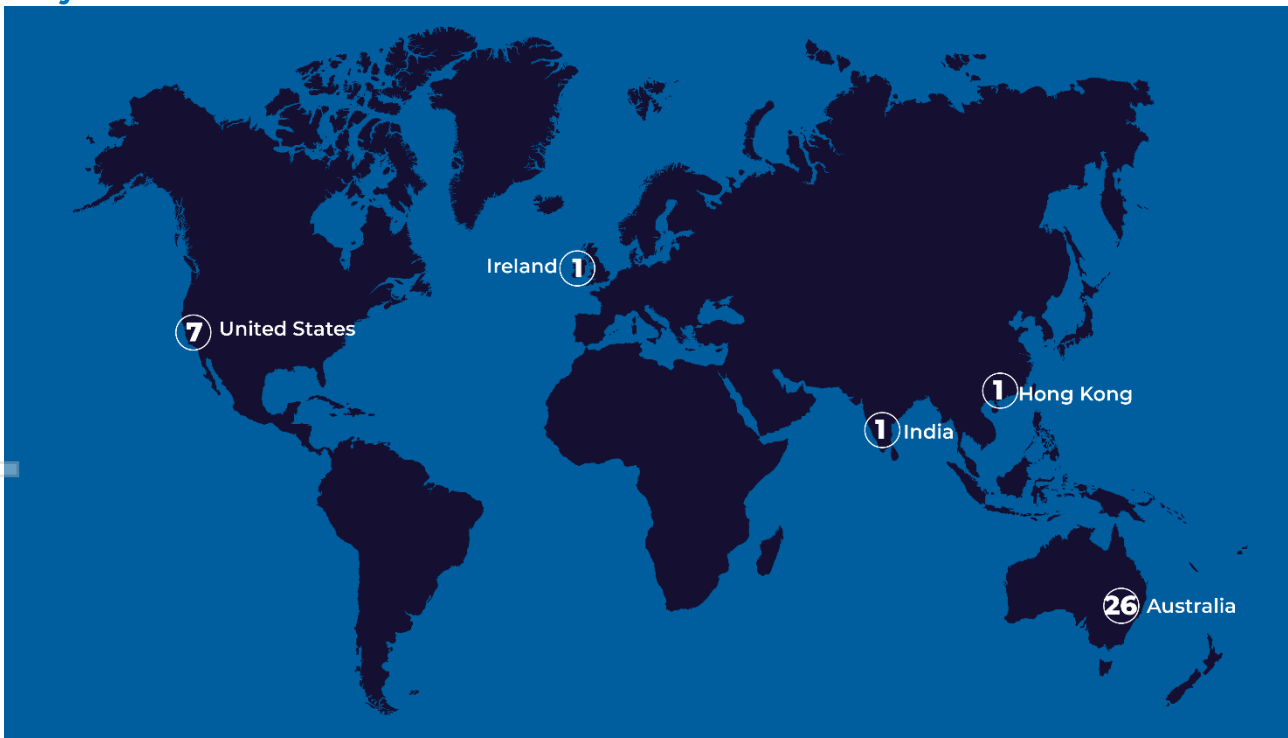 Ireland 1
7 United States
1 Hong Kong
1 India
26 Australia